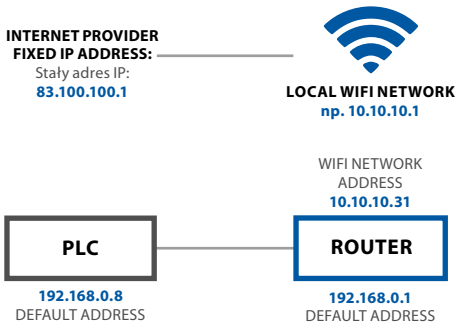 INTERNET PROVIDER
FIXED IP ADDRESS:
Stały adres IP:
83.100.100.1
LOCAL WIFI NETWORK
np. 10.10.10.1
WIFI NETWORK
ADDRESS
10.10.10.31
PLC
ROUTER
192.168.0.8
DEFAULT ADDRESS
192.168.0.1
DEFAULT ADDRESS